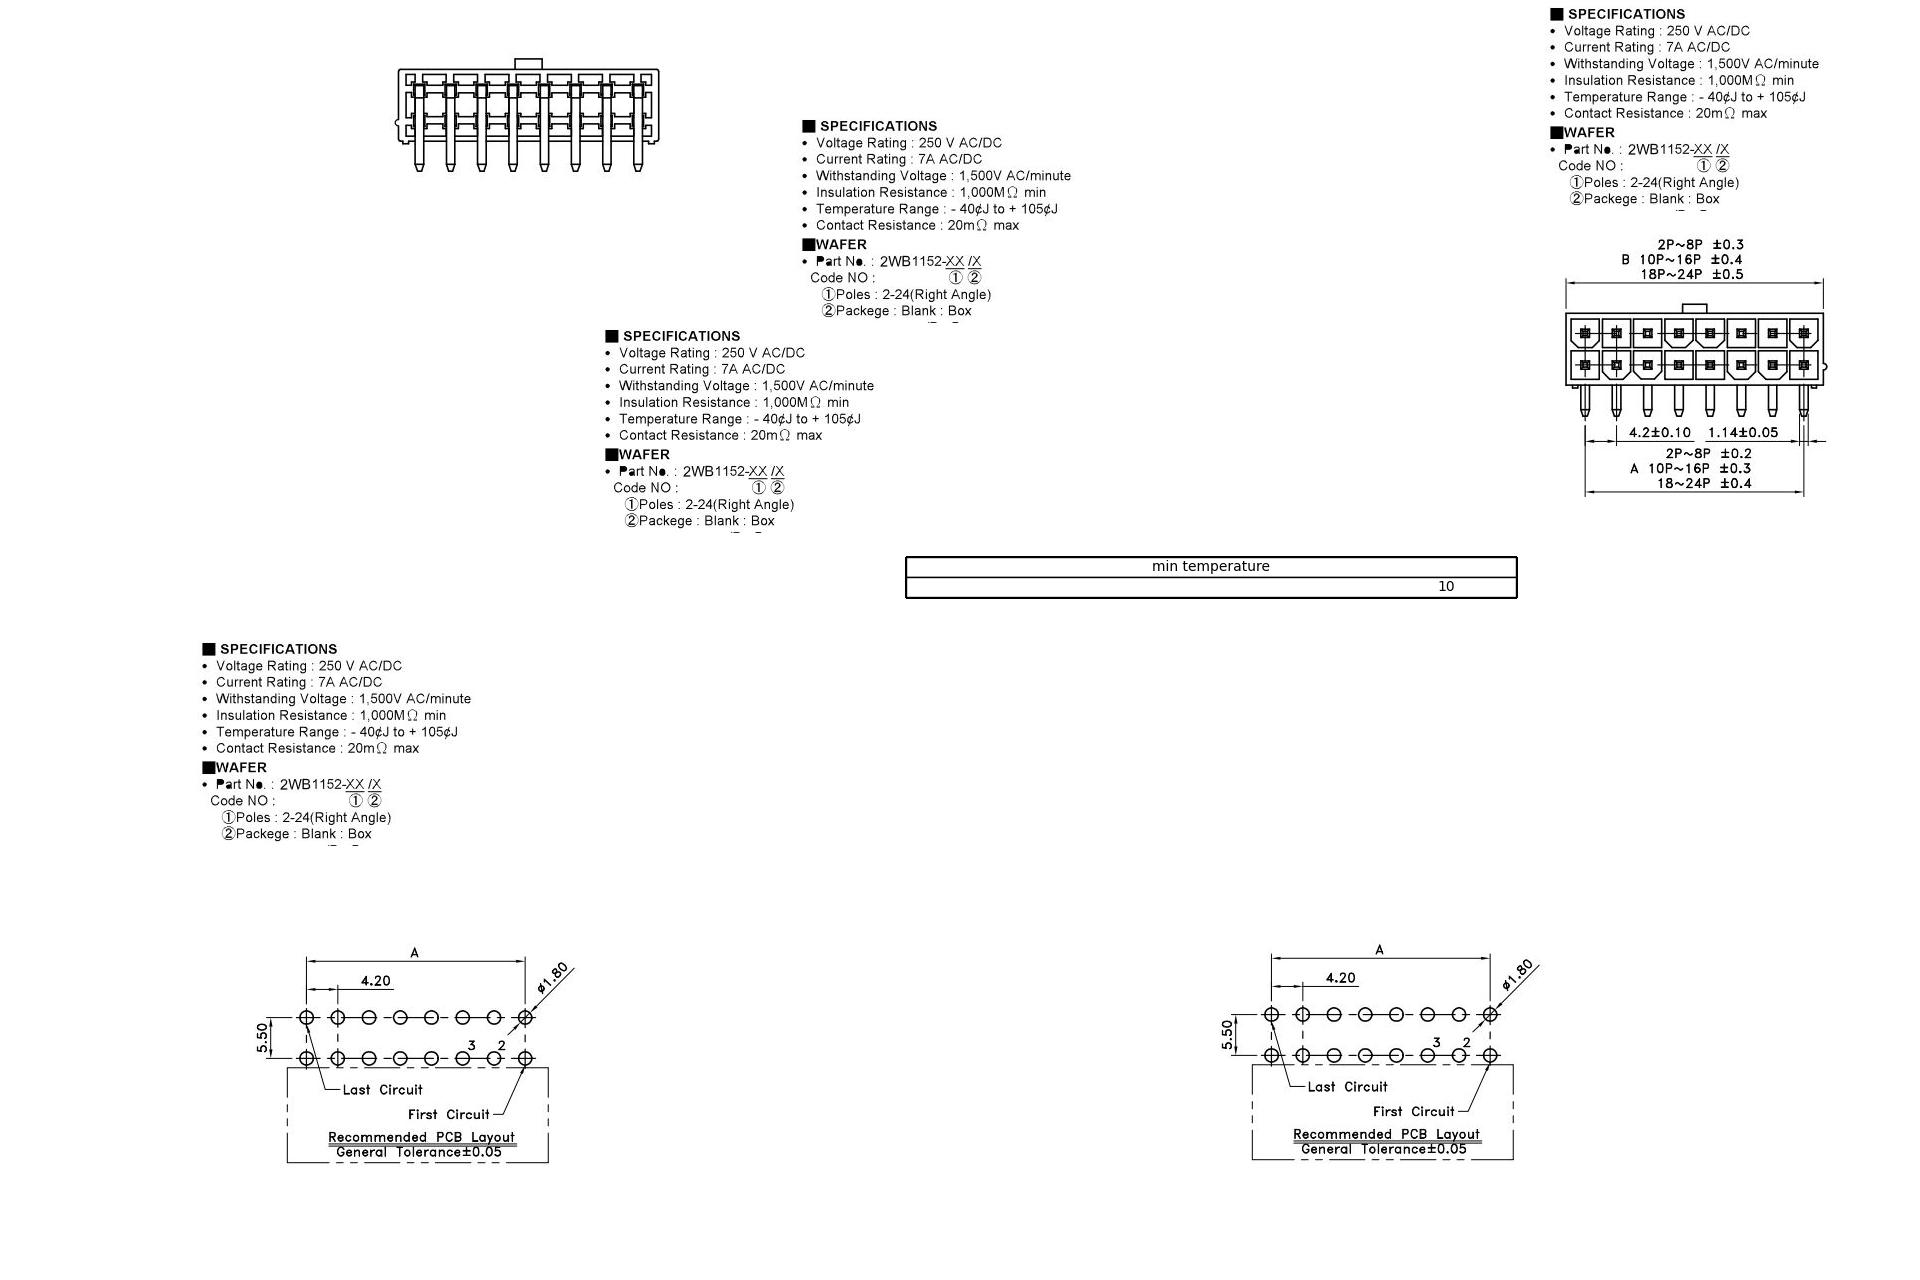 ■ SPECIFICATIONS
• Voltage Rating : 250 V AC/DC
• Current Rating : 7A AC/DC
• Withstanding Voltage : 1,500V AC/minute
• Insulation Resistance : 1,000MΩ min
• Temperature Range : - 40¢J to + 105¢J
• Contact Resistance : 20mΩ max
■WAFER
• Part No. : 2WB1152-XX /X
Code NO : ① ②
①Poles : 2-24(Right Angle)
②Packege : Blank : Box
2P~8P ±0.3
B 10P~16P ±0.4
18P~24P ±0.5
4.2±0.10 1.14±0.05
2P~8P ±0.2
A 10P~16P ±0.3
18~24P ±0.4
■ SPECIFICATIONS
• Voltage Rating : 250 V AC/DC
• Current Rating : 7A AC/DC
• Withstanding Voltage : 1,500V AC/minute
• Insulation Resistance : 1,000MΩ min
• Temperature Range : - 40¢J to + 105¢J
• Contact Resistance : 20mΩ max
■WAFER
• Part No. : 2WB1152-XX /X
Code NO : ① ②
①Poles : 2-24(Right Angle)
②Packege : Blank : Box
■ SPECIFICATIONS
• Voltage Rating : 250 V AC/DC
• Current Rating : 7A AC/DC
• Withstanding Voltage : 1,500V AC/minute
• Insulation Resistance : 1,000MΩ min
• Temperature Range : - 40¢J to + 105¢J
• Contact Resistance : 20mΩ max
■WAFER
• Part No. : 2WB1152-XX /X
Code NO : ① ②
①Poles : 2-24(Right Angle)
②Packege : Blank : Box
min temperature
10
■ SPECIFICATIONS
• Voltage Rating : 250 V AC/DC
• Current Rating : 7A AC/DC
• Withstanding Voltage : 1,500V AC/minute
• Insulation Resistance : 1,000MΩ min
• Temperature Range : - 40¢J to + 105¢J
• Contact Resistance : 20mΩ max
■WAFER
• Part No. : 2WB1152-XX /X
Code NO : ① ②
①Poles : 2-24(Right Angle)
②Packege : Blank : Box
A
4.20
ø1.80
5.50
3 2
Last Circuit
First Circuit
Recommended PCB Layout
General Tolerance±0.05
A
4.20
ø1.80
5.50
3 2
Last Circuit
First Circuit
Recommended PCB Layout
General Tolerance±0.05